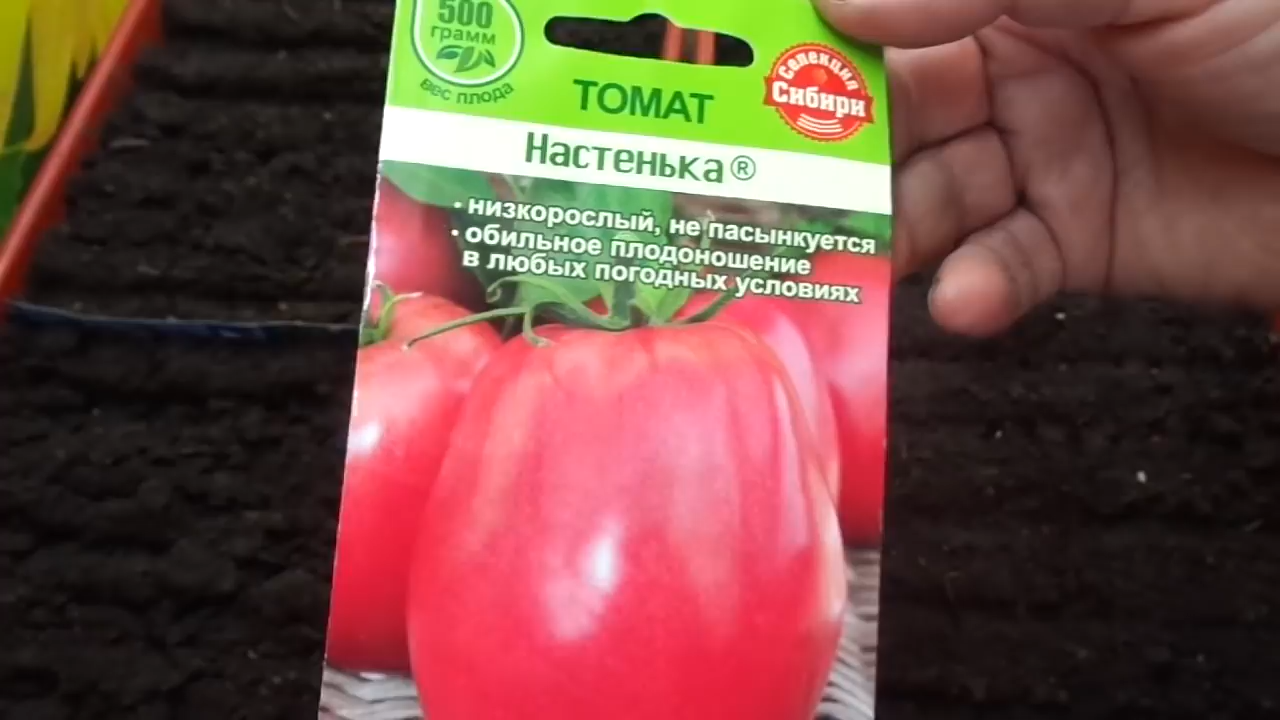 500
грамм
вес плода
Селекция
Сибири
ТОМАТ
Настенька®
• низкорослый, не пасынкуется
• обильное плодоношение
в любых погодных условиях